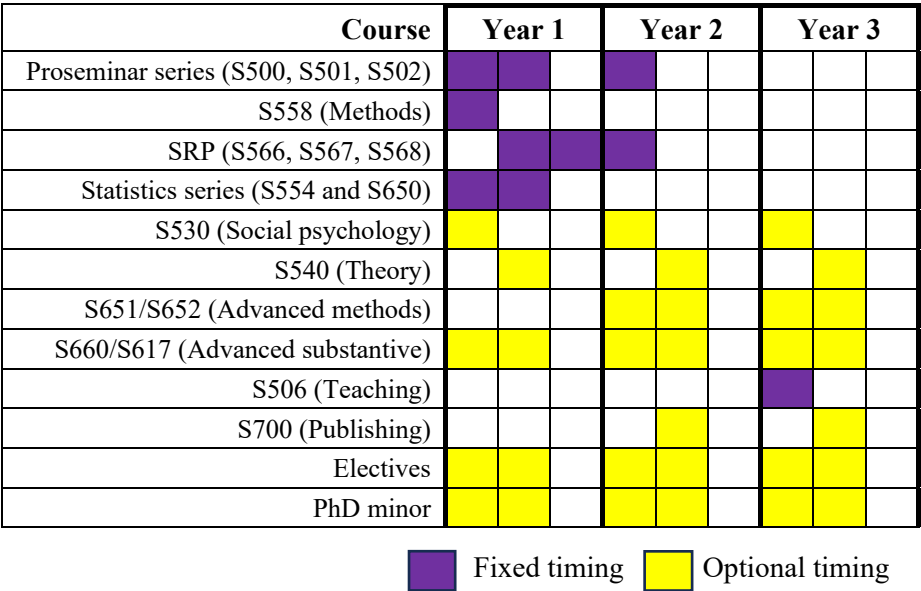 Course Year 1 Year 2 Year 3
Proseminar series (S500, S501, S502)
S558 (Methods)
SRP (S566, S567, S568)
Statistics series (S554 and S650)
S530 (Social psychology)
S540 (Theory)
S651/S652 (Advanced methods)
S660/S617 (Advanced substantive)
S506 (Teaching)
S700 (Publishing)
Electives
PhD minor
Fixed timing Optional timing